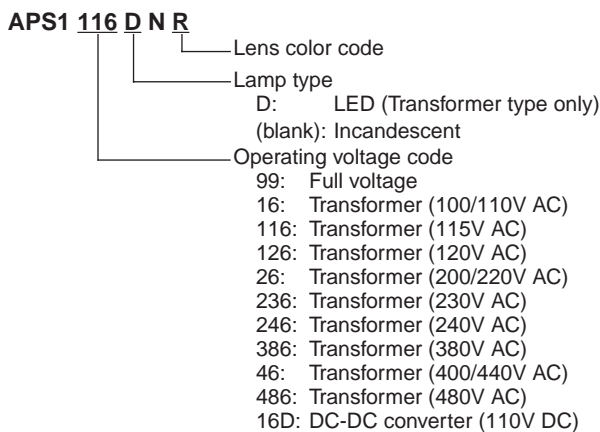 APS1 116 D N R
Lens color code
Lamp type
D: LED (Transformer type only)
(blank): Incandescent
Operating voltage code
99: Full voltage
16: Transformer (100/110V AC)
116: Transformer (115V AC)
126: Transformer (120V AC)
26: Transformer (200/220V AC)
236: Transformer (230V AC)
246: Transformer (240V AC)
386: Transformer (380V AC)
46: Transformer (400/440V AC)
486: Transformer (480V AC)
16D: DC-DC converter (110V DC)